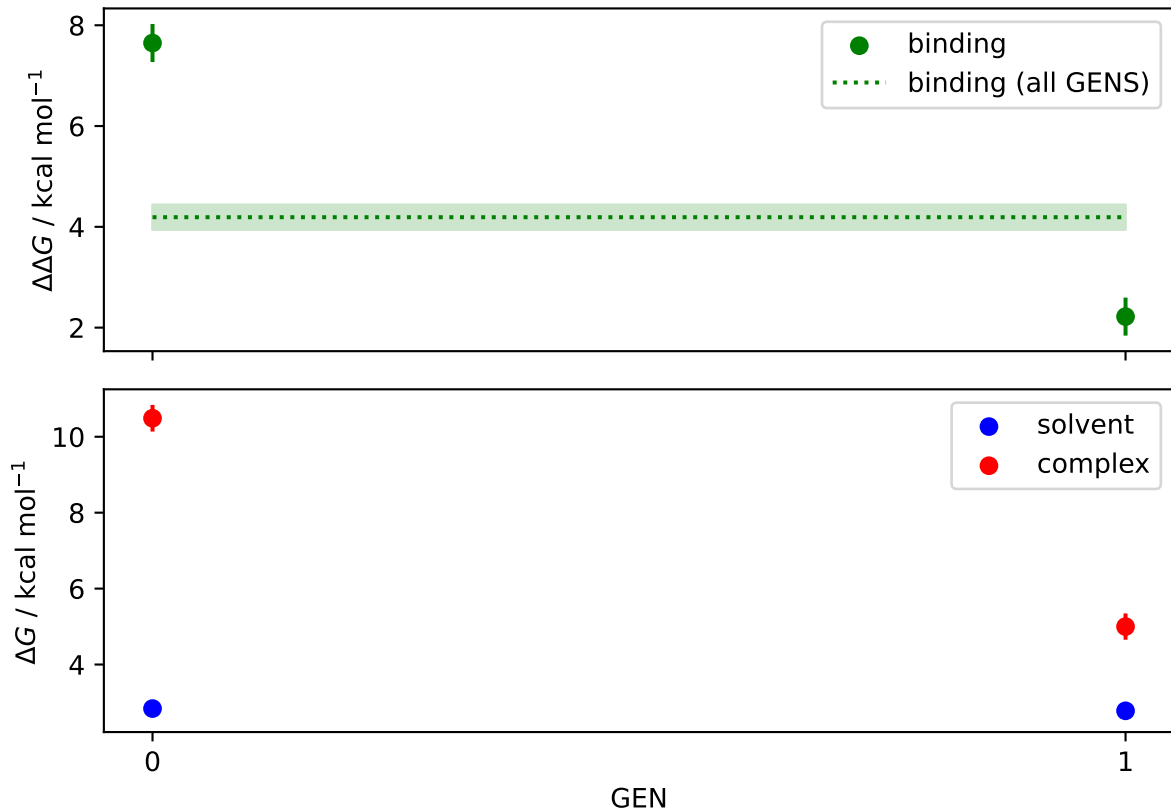 8
6
4
2
ΔΔG / kcal mol⁻¹
binding
binding (all GENS)
10
8
6
4
ΔG / kcal mol⁻¹
solvent
complex
0
1
GEN